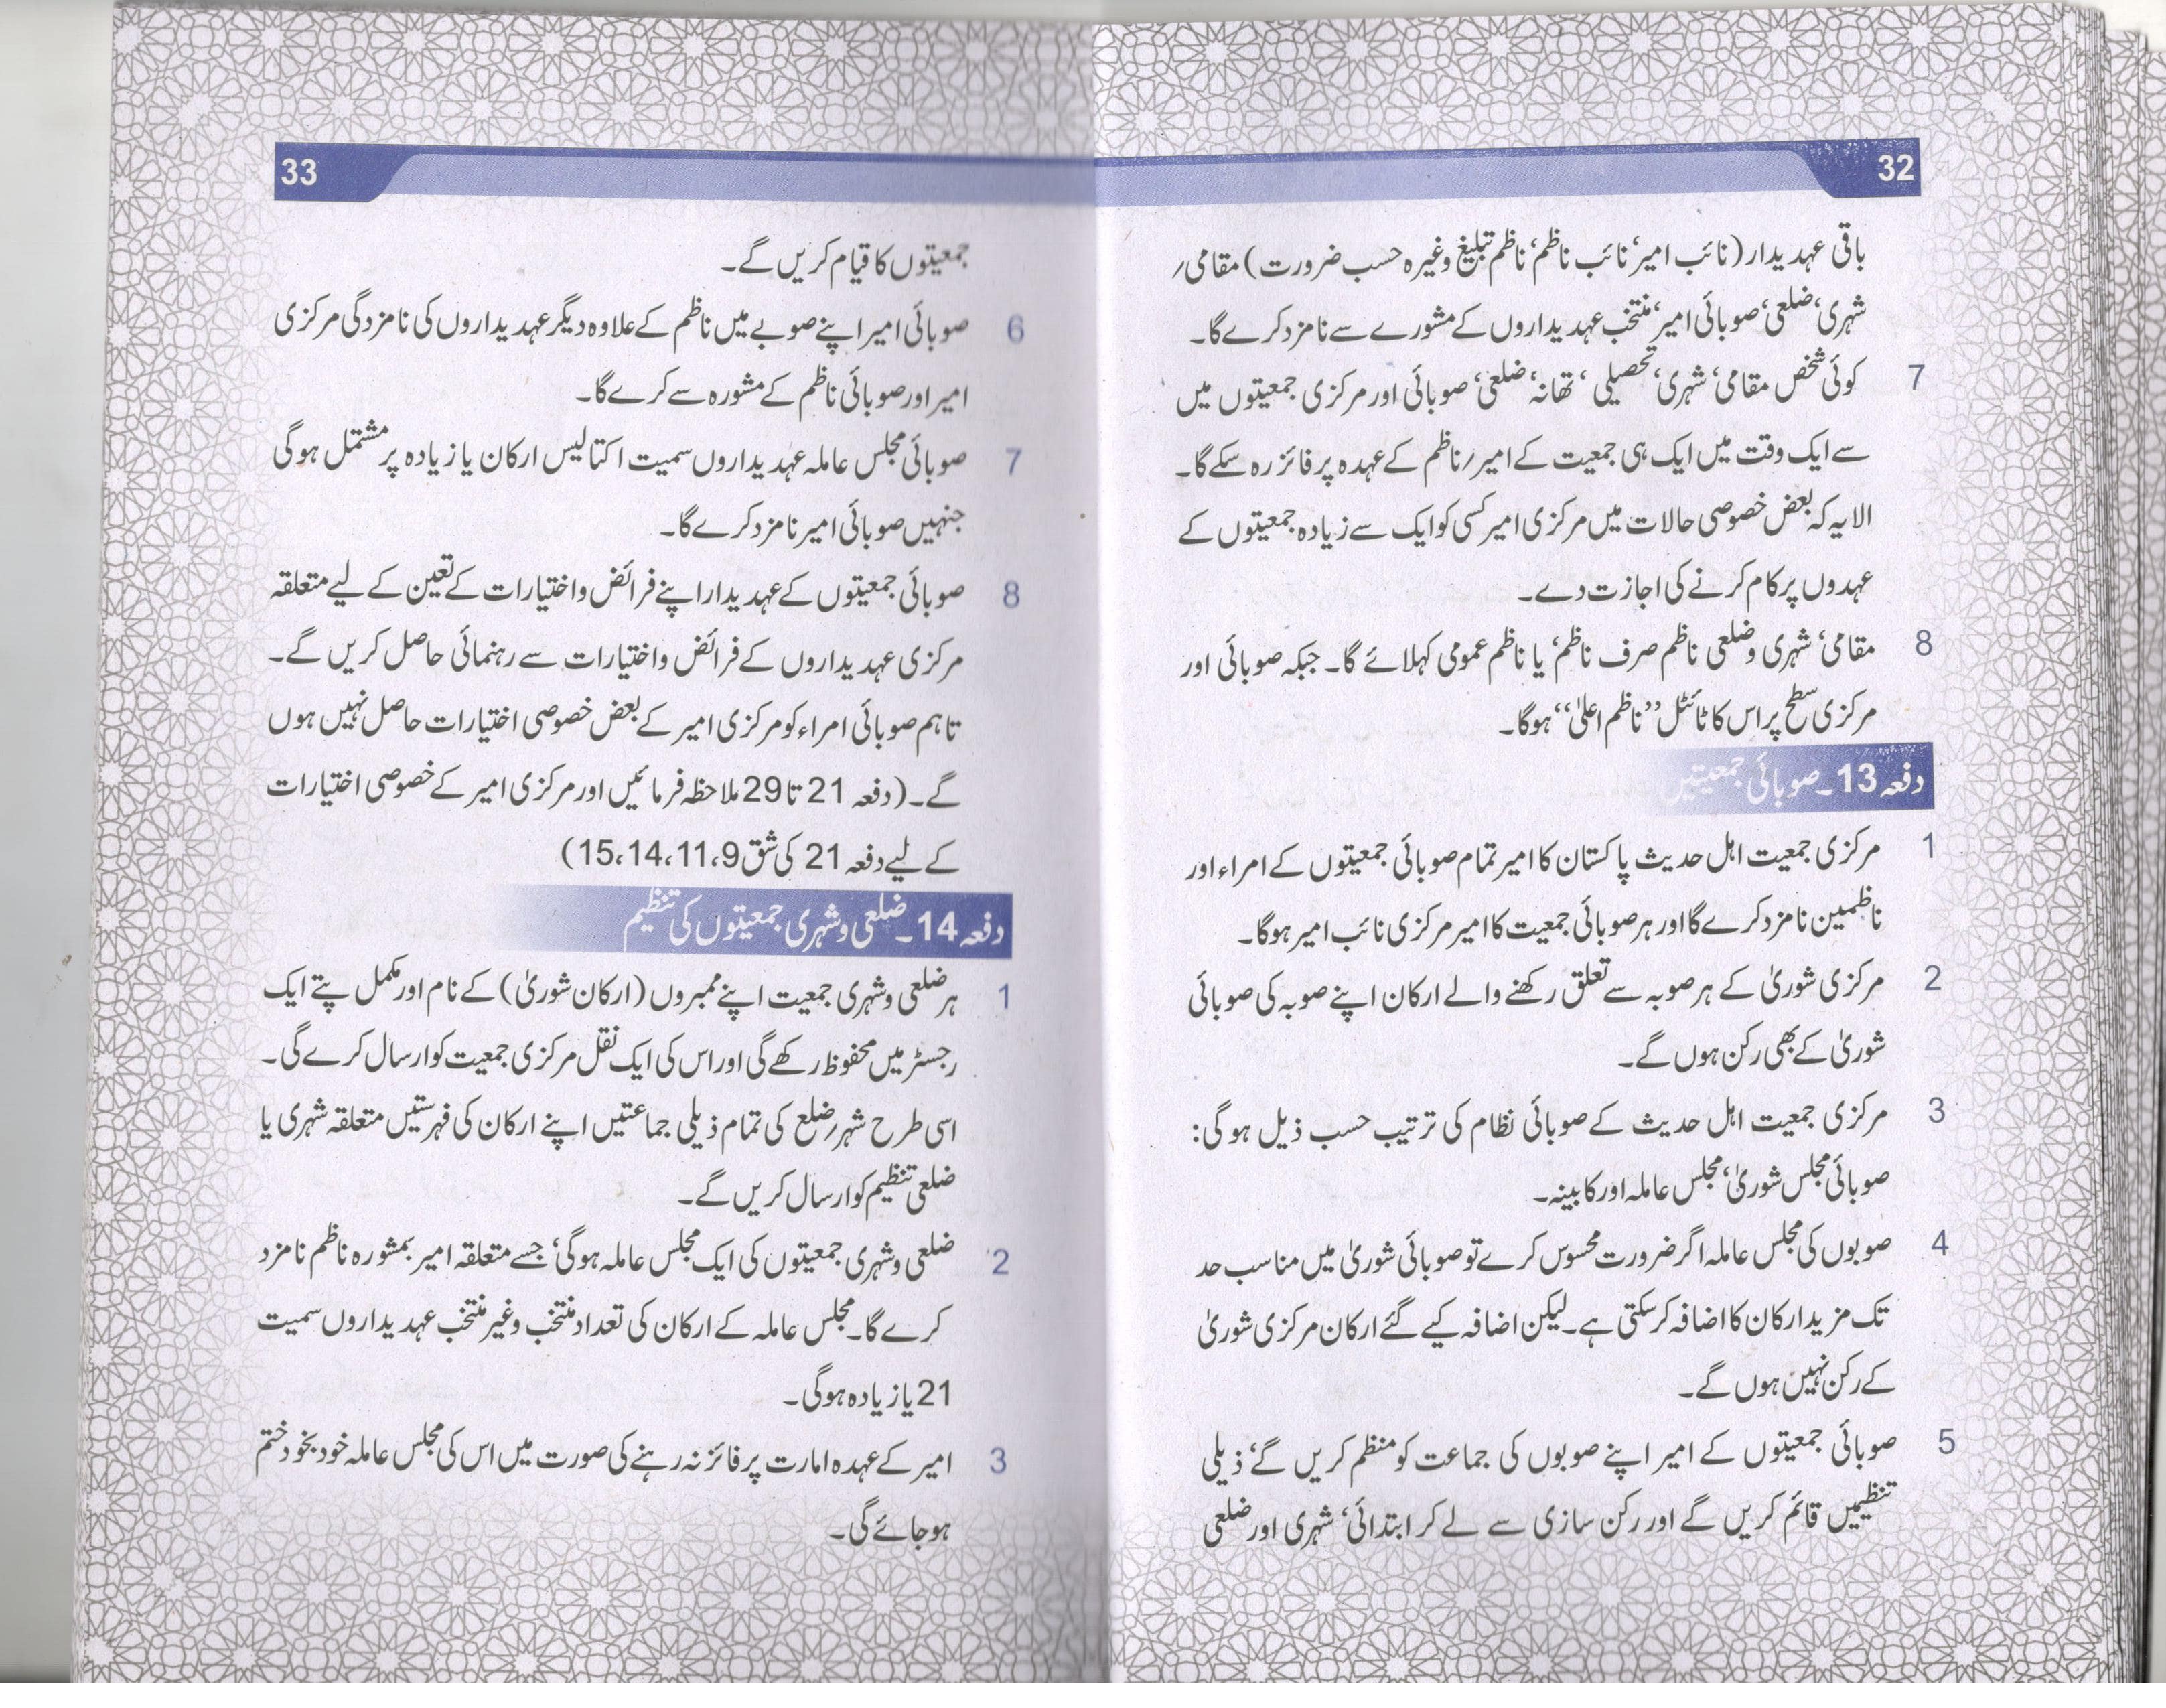 32
باقی عہدیدار (نائب امیر‘ نائب ناظم‘ ناظم تبلیغ وغیرہ حسب ضرورت) مقامی/
شہری‘ ضلعی‘ صوبائی امیر‘ منتخب عہدیداروں کے مشورے سے نامزد کرے گا۔
7 کوئی شخص مقامی‘ شہری‘ تحصیلی‘ تھانہ‘ ضلعی‘ صوبائی اور مرکزی جمعیتوں میں
سے ایک وقت میں ایک ہی جمعیت کے امیر/ناظم کے عہدہ پر فائز رہ سکے گا۔
الا یہ کہ بعض خصوصی حالات میں مرکزی امیر کسی کو ایک سے زیادہ جمعیتوں کے
عہدوں پر کام کرنے کی اجازت دے۔
8 مقامی‘ شہری و ضلعی ناظم صرف ناظم‘ یا ناظم عمومی کہلائے گا۔ جبکہ صوبائی اور
مرکزی سطح پر اس کا ٹائٹل ’’ناظم اعلیٰ‘‘ ہوگا۔
دفعہ 13۔ صوبائی جمعیتیں
1 مرکزی جمعیت اہل حدیث پاکستان کا امیر تمام صوبائی جمعیتوں کے امراء اور
ناظمین نامزد کرے گا اور ہر صوبائی جمعیت کا امیر مرکزی نائب امیر ہوگا۔
2 مرکزی شوریٰ کے ہر صوبہ سے تعلق رکھنے والے ارکان اپنے صوبہ کی صوبائی
شوریٰ کے بھی رکن ہوں گے۔
3 مرکزی جمعیت اہل حدیث کے صوبائی نظام کی ترتیب حسب ذیل ہوگی:
صوبائی مجلس شوریٰ‘ مجلس عاملہ اور کابینہ۔
4 صوبوں کی مجلس عاملہ اگر ضرورت محسوس کرے تو صوبائی شوریٰ میں مناسب حد
تک مزید ارکان کا اضافہ کر سکتی ہے۔ لیکن اضافہ کیے گئے ارکان مرکزی شوریٰ
کے رکن نہیں ہوں گے۔
5 صوبائی جمعیتوں کے امیر اپنے صوبوں کی جماعت کو منظم کریں گے‘ ذیلی
تنظیمیں قائم کریں گے اور رکن سازی سے لے کر ابتدائی‘ شہری اور ضلعی
33
جمعیتوں کا قیام کریں گے۔
6 صوبائی امیر اپنے صوبے میں ناظم کے علاوہ دیگر عہدیداروں کی نامزدگی مرکزی
امیر اور صوبائی ناظم کے مشورہ سے کرے گا۔
7 صوبائی مجلس عاملہ عہدیداروں سمیت اکتالیس ارکان یا زیادہ پر مشتمل ہوگی
جنہیں صوبائی امیر نامزد کرے گا۔
8 صوبائی جمعیتوں کے عہدیدار اپنے فرائض و اختیارات کے تعین کے لیے متعلقہ
مرکزی عہدیداروں کے فرائض و اختیارات سے رہنمائی حاصل کریں گے۔
تاہم صوبائی امراء کو مرکزی امیر کے بعض خصوصی اختیارات حاصل نہیں ہوں
گے۔ (دفعہ 21 تا 29 ملاحظہ فرمائیں اور مرکزی امیر کے خصوصی اختیارات
کے لیے دفعہ 21 کی شق 9،11،14،15)
دفعہ 14۔ ضلعی و شہری جمعیتوں کی تنظیم
1 ہر ضلعی و شہری جمعیت اپنے ممبروں (ارکان شوریٰ) کے نام اور مکمل پتے ایک
رجسٹر میں محفوظ رکھے گی اور اس کی ایک نقل مرکزی جمعیت کو ارسال کرے گی۔
اسی طرح شہر/ضلع کی تمام ذیلی جماعتیں اپنے ارکان کی فہرستیں متعلقہ شہری یا
ضلعی تنظیم کو ارسال کریں گے۔
2 ضلعی و شہری جمعیتوں کی ایک مجلس عاملہ ہوگی‘ جسے متعلقہ امیر بمشورہ ناظم نامزد
کرے گا۔ مجلس عاملہ کے ارکان کی تعداد منتخب و غیر منتخب عہدیداروں سمیت
21 یا زیادہ ہوگی۔
3 امیر کے عہدہ امارت پر فائز نہ رہنے کی صورت میں اس کی مجلس عاملہ خود بخود ختم
ہو جائے گی۔